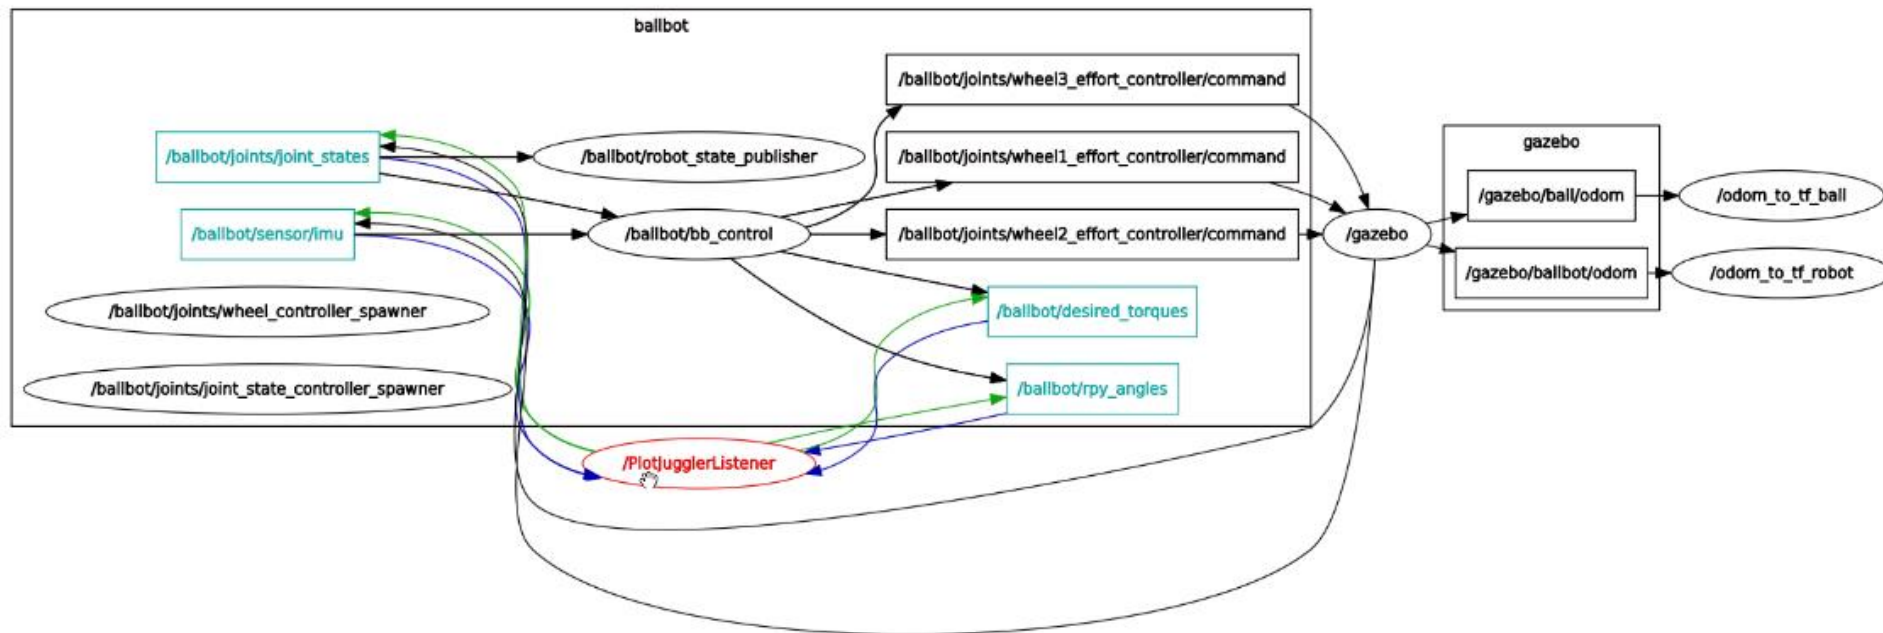 ballbot
/ballbot/joints/wheel3_effort_controller/command
/ballbot/joints/joint_states
/ballbot/robot_state_publisher
/ballbot/joints/wheel1_effort_controller/command
gazebo
/gazebo/ball/odom
/odom_to_tf_ball
/ballbot/sensor/imu
/ballbot/bb_control
/ballbot/joints/wheel2_effort_controller/command
/gazebo
/gazebo/ballbot/odom
/odom_to_tf_robot
/ballbot/joints/wheel_controller_spawner
/ballbot/desired_torques
/ballbot/joints/joint_state_controller_spawner
/ballbot/rpy_angles
/PlotJugglerListener